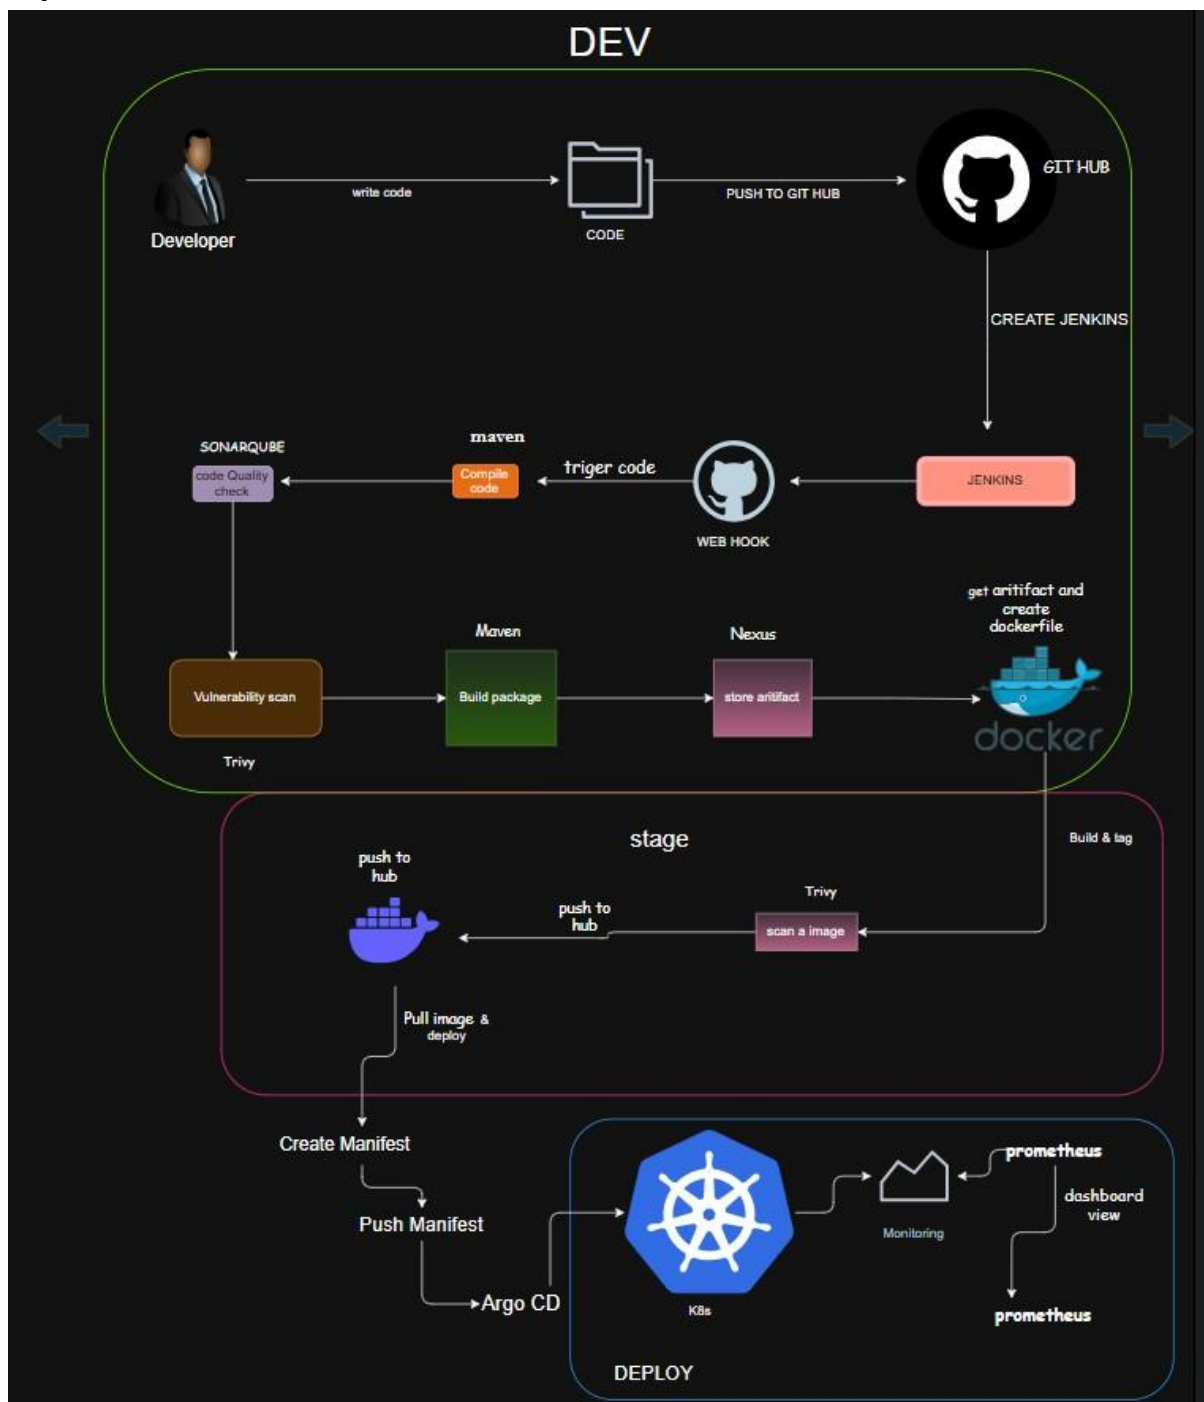 DEV
GIT HUB
write code
PUSH TO GIT HUB
Developer
CODE
CREATE JENKINS
SONARQUBE
code Quality
check
maven
Compile
code
triger code
WEB HOOK
JENKINS
get aritifact and
create
dockerfile
Vulnerability scan
Trivy
Maven
Build package
Nexus
store aritifact
docker
stage
Build & tag
push to
hub
push to
hub
Trivy
scan a image
Pull image &
deploy
Create Manifest
Push Manifest
Argo CD
K8s
Monitoring
prometheus
dashboard
view
prometheus
DEPLOY